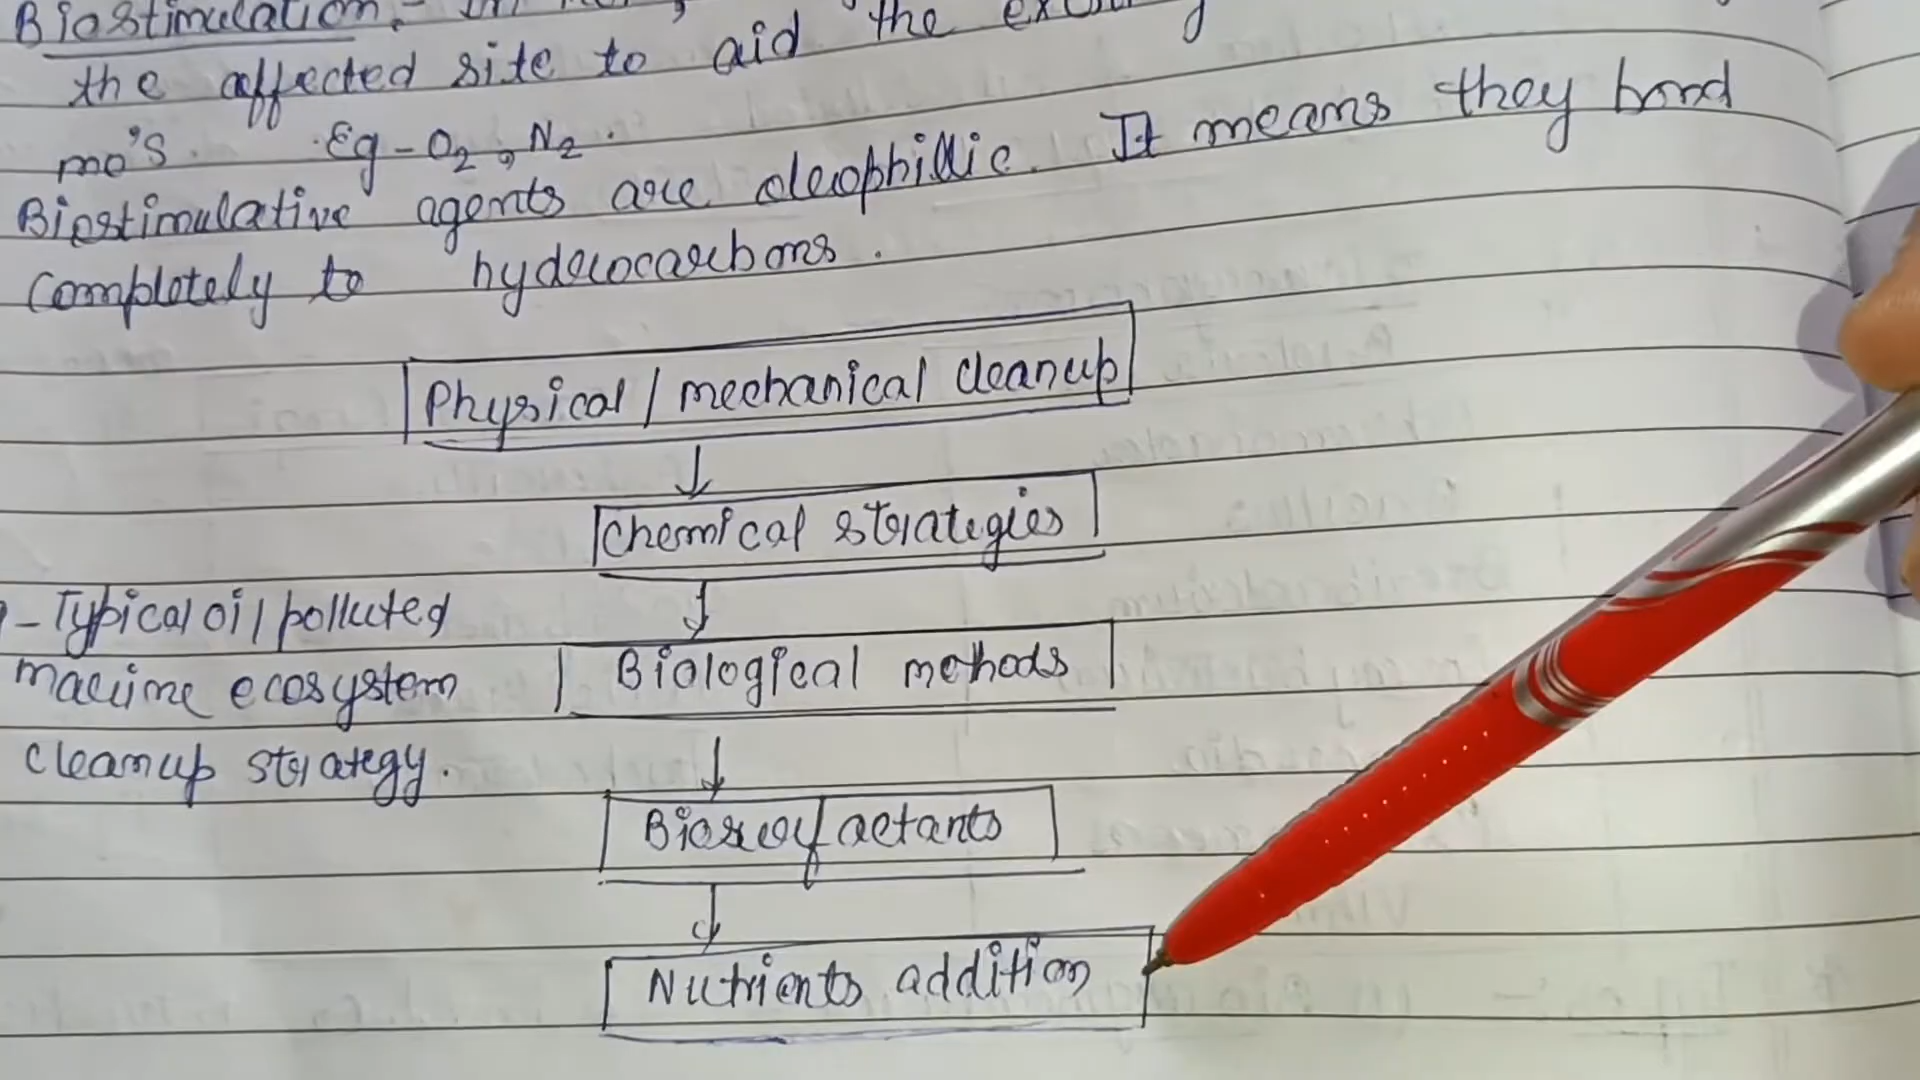 Biostimulation :-
the affected site to aid the
mo's. Eg - O2, N2.
Biostimulative agents are oleophillic. It means they bond
completely to hydrocarbons.
Physical / mechanical cleanup
Chemical strategies
- Typical oil polluted
marine ecosystem
cleanup strategy.
Biological methods
Biosurfactants
Nutrients addition